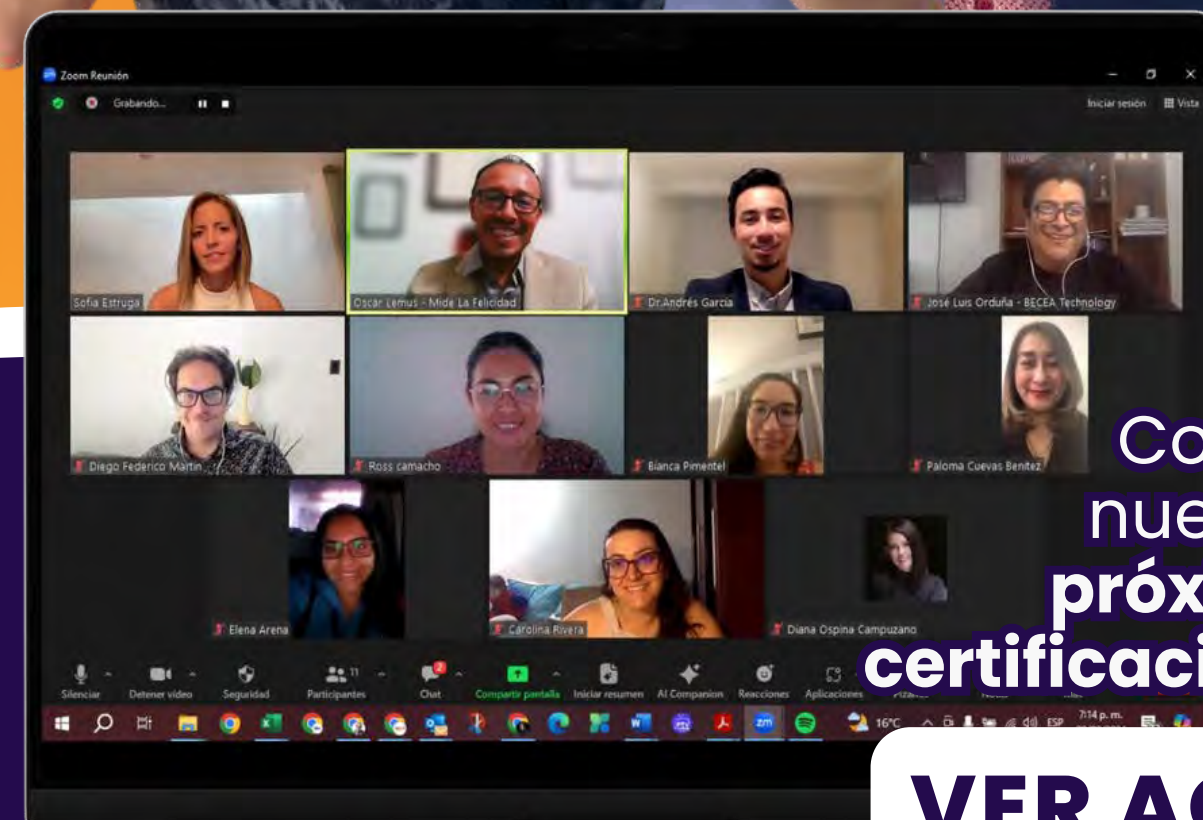 Zoom Reunión
Grabando...
Iniciar sesión Vista
Sofia Estruga
Oscar Lemus - Mide La Felicidad
Dr.Andrés García
José Luis Orduña - BECEA Technology
Diego Federico Martin
Ross camacho
Bianca Pimentel
Paloma Cuevas Benitez
Elena Arena
Carolina Rivera
Diana Ospina Campuzano
Co
nue
próx
certificaci
11
2
Silenciar Detener video Seguridad Participantes Chat Compartir pantalla Iniciar resumen AI Companion Reacciones Aplicaciones
16°C ESP 7:14 p. m.
VER AG